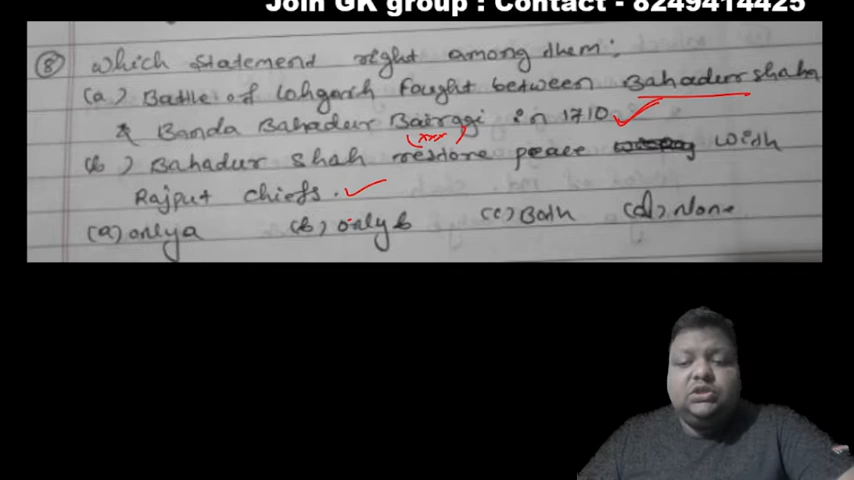 Join GK group : Contact - 8249414425
(8) which statement right among them:
(a) Battle of Lohgarh fought between Bahadur shah
& Banda Bahadur Bairagi in 1710.
(b) Bahadur shah restore peace with
Rajput chiefs.
(a) only a (b) only b (c) Both (d) None